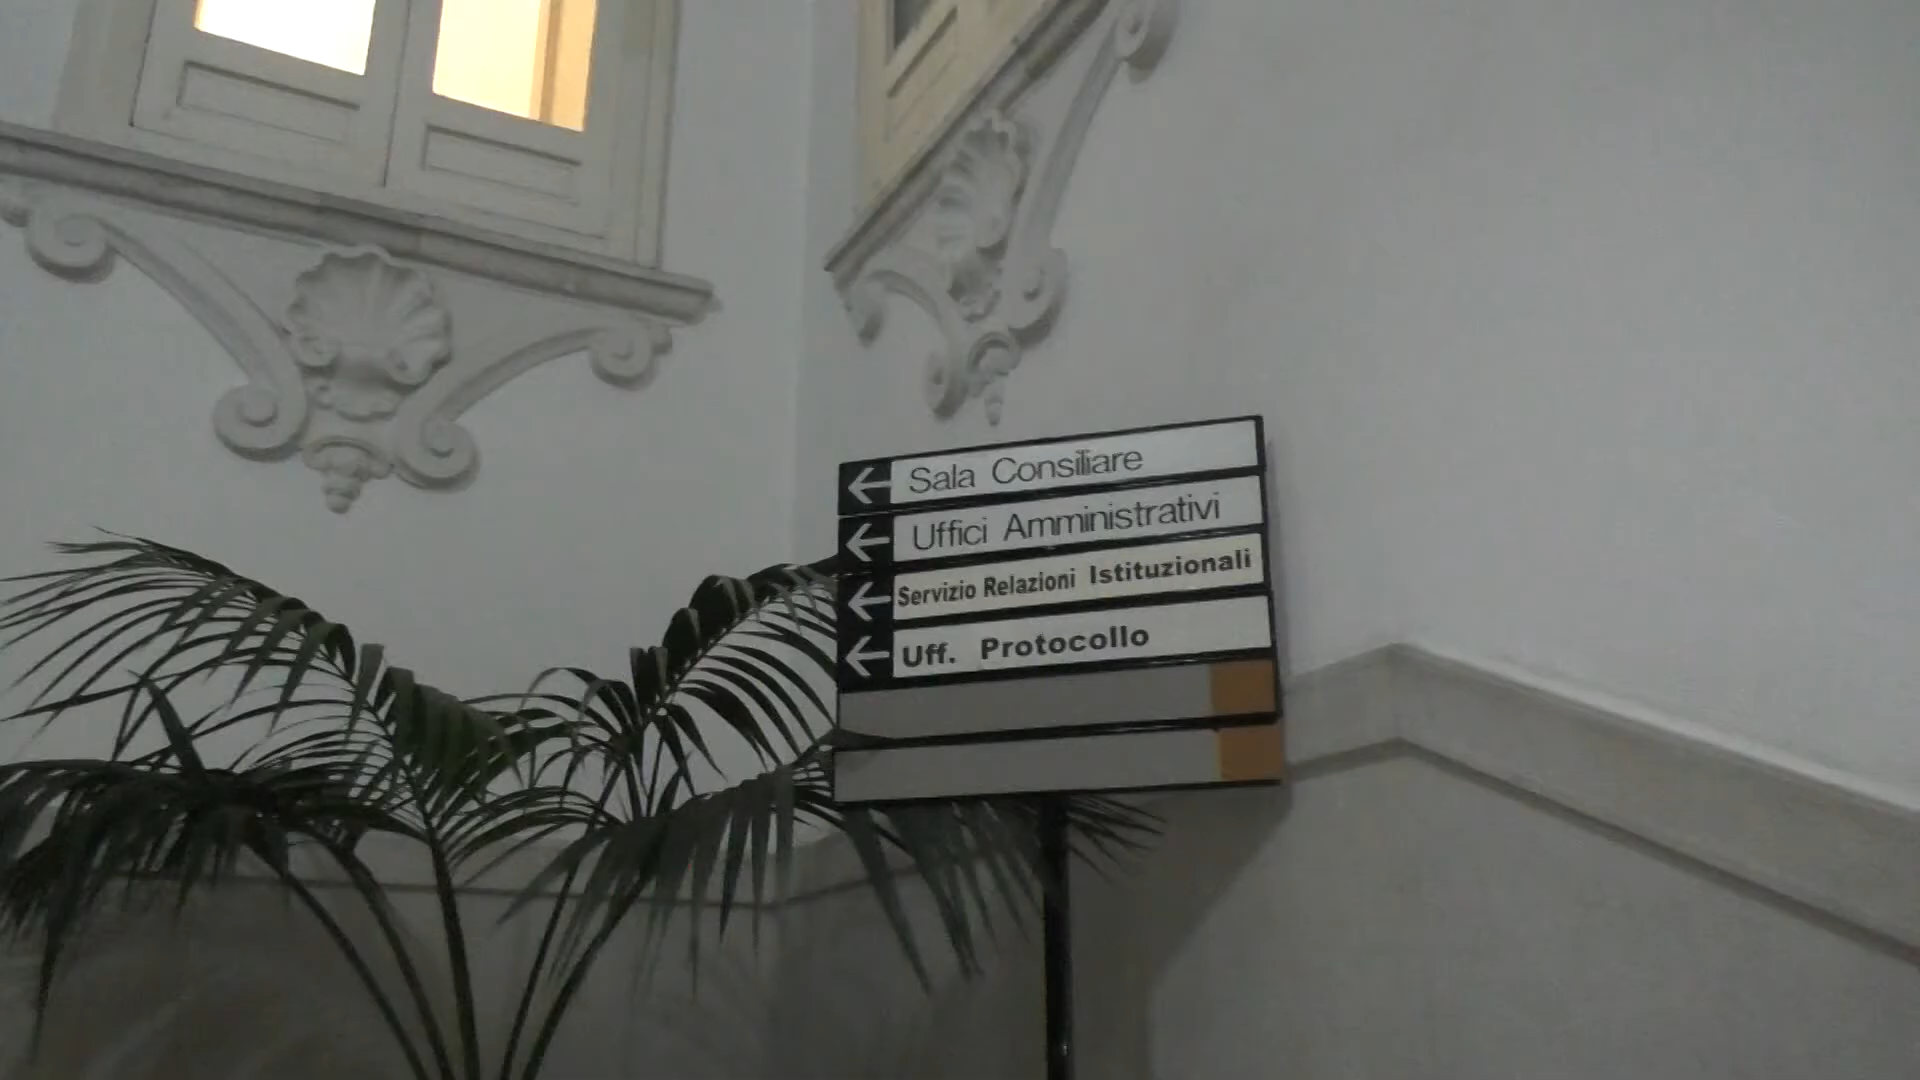 Sala Consiliare
Uffici Amministrativi
Servizio Relazioni Istituzionali
Uff. Protocollo